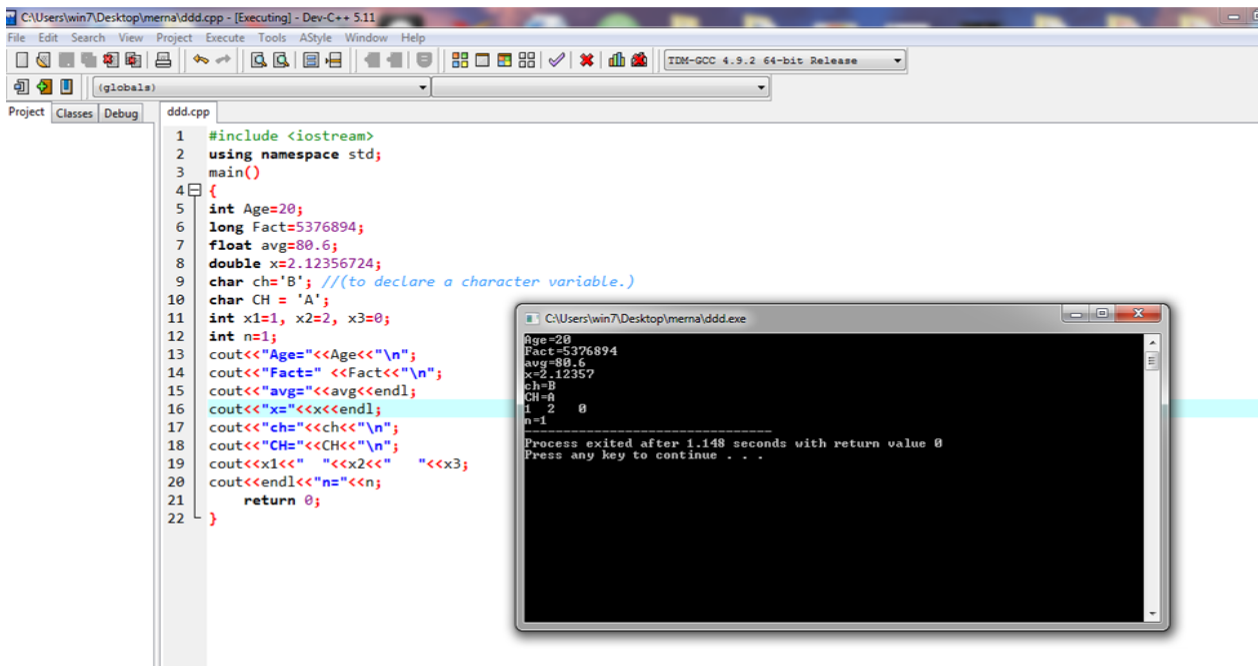 C:\Users\win7\Desktop\merna\ddd.cpp - [Executing] - Dev-C++ 5.11
File Edit Search View Project Execute Tools AStyle Window Help
TDM-GCC 4.9.2 64-bit Release
(globals)
Project Classes Debug ddd.cpp
1 #include <iostream>
2 using namespace std;
3 main()
4 {
5 int Age=20;
6 long Fact=5376894;
7 float avg=80.6;
8 double x=2.12356724;
9 char ch='B'; //(to declare a character variable.)
10 char CH = 'A';
11 int x1=1, x2=2, x3=0;
12 int n=1;
13 cout<<"Age="<<Age<<"\n";
14 cout<<"Fact=" <<Fact<<"\n";
15 cout<<"avg="<<avg<<endl;
16 cout<<"x="<<x<<endl;
17 cout<<"ch="<<ch<<"\n";
18 cout<<"CH="<<CH<<"\n";
19 cout<<x1<<"  "<<x2<<"   "<<x3;
20 cout<<endl<<"n="<<n;
21     return 0;
22 }
C:\Users\win7\Desktop\merna\ddd.exe
Age=20
Fact=5376894
avg=80.6
x=2.12357
ch=B
CH=A
1  2   0
n=1
--------------------------------
Process exited after 1.148 seconds with return value 0
Press any key to continue . . .